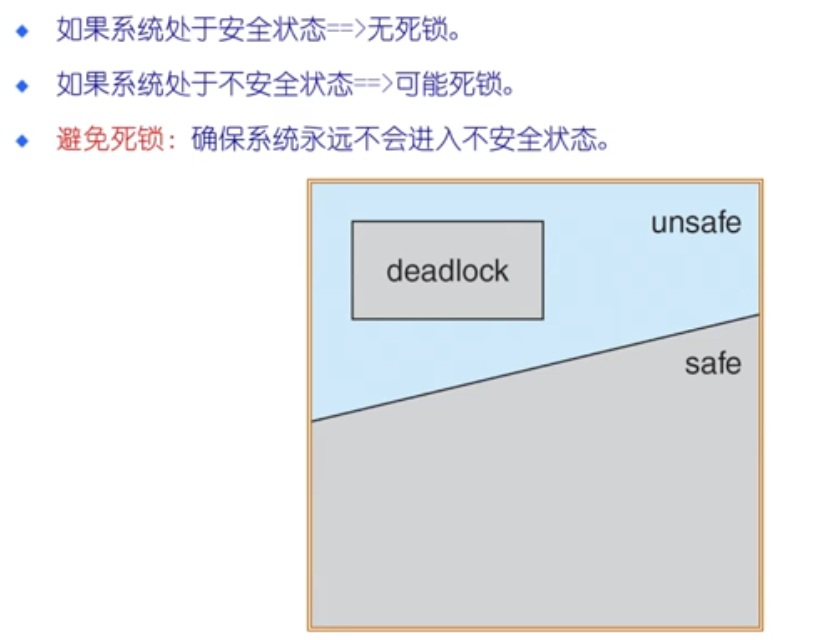 如果系统处于安全状态==>无死锁。
如果系统处于不安全状态==>可能死锁。
避免死锁：确保系统永远不会进入不安全状态。
unsafe
deadlock
safe